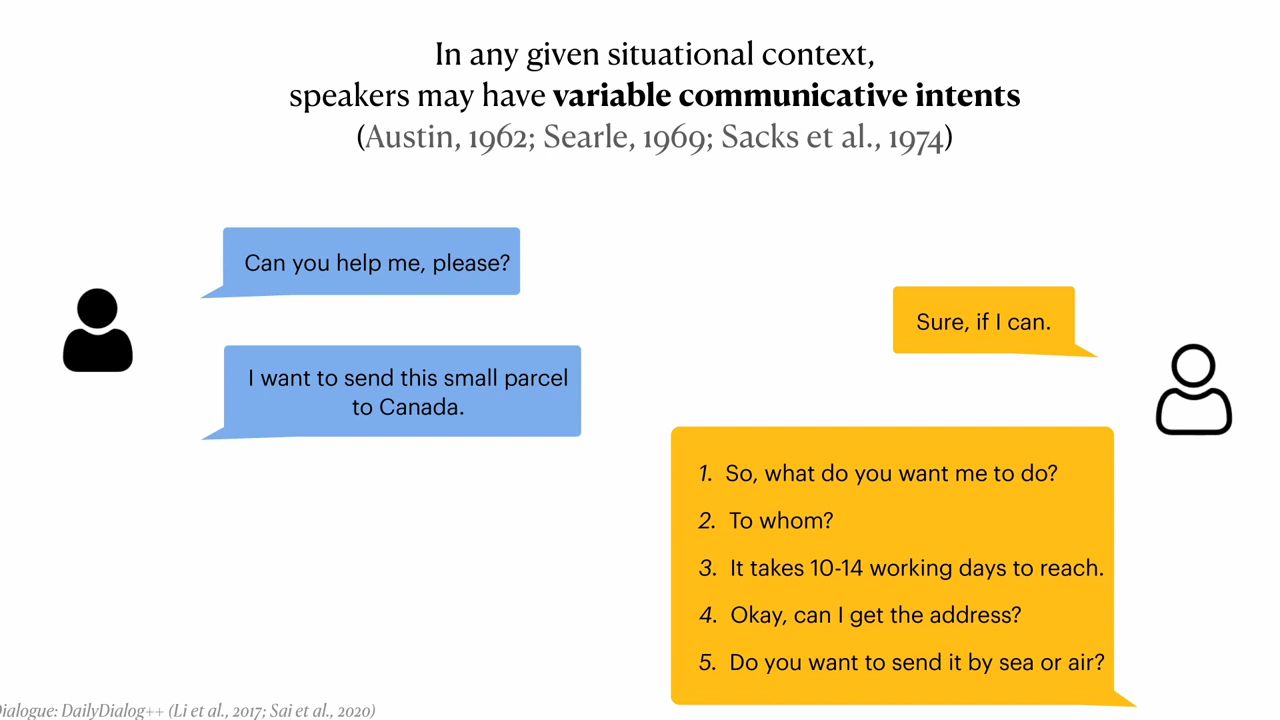 In any given situational context,
speakers may have variable communicative intents
(Austin, 1962; Searle, 1969; Sacks et al., 1974)
Can you help me, please?
Sure, if I can.
I want to send this small parcel
to Canada.
1. So, what do you want me to do?
2. To whom?
3. It takes 10-14 working days to reach.
4. Okay, can I get the address?
5. Do you want to send it by sea or air?
Dialogue: DailyDialog++ (Li et al., 2017; Sai et al., 2020)